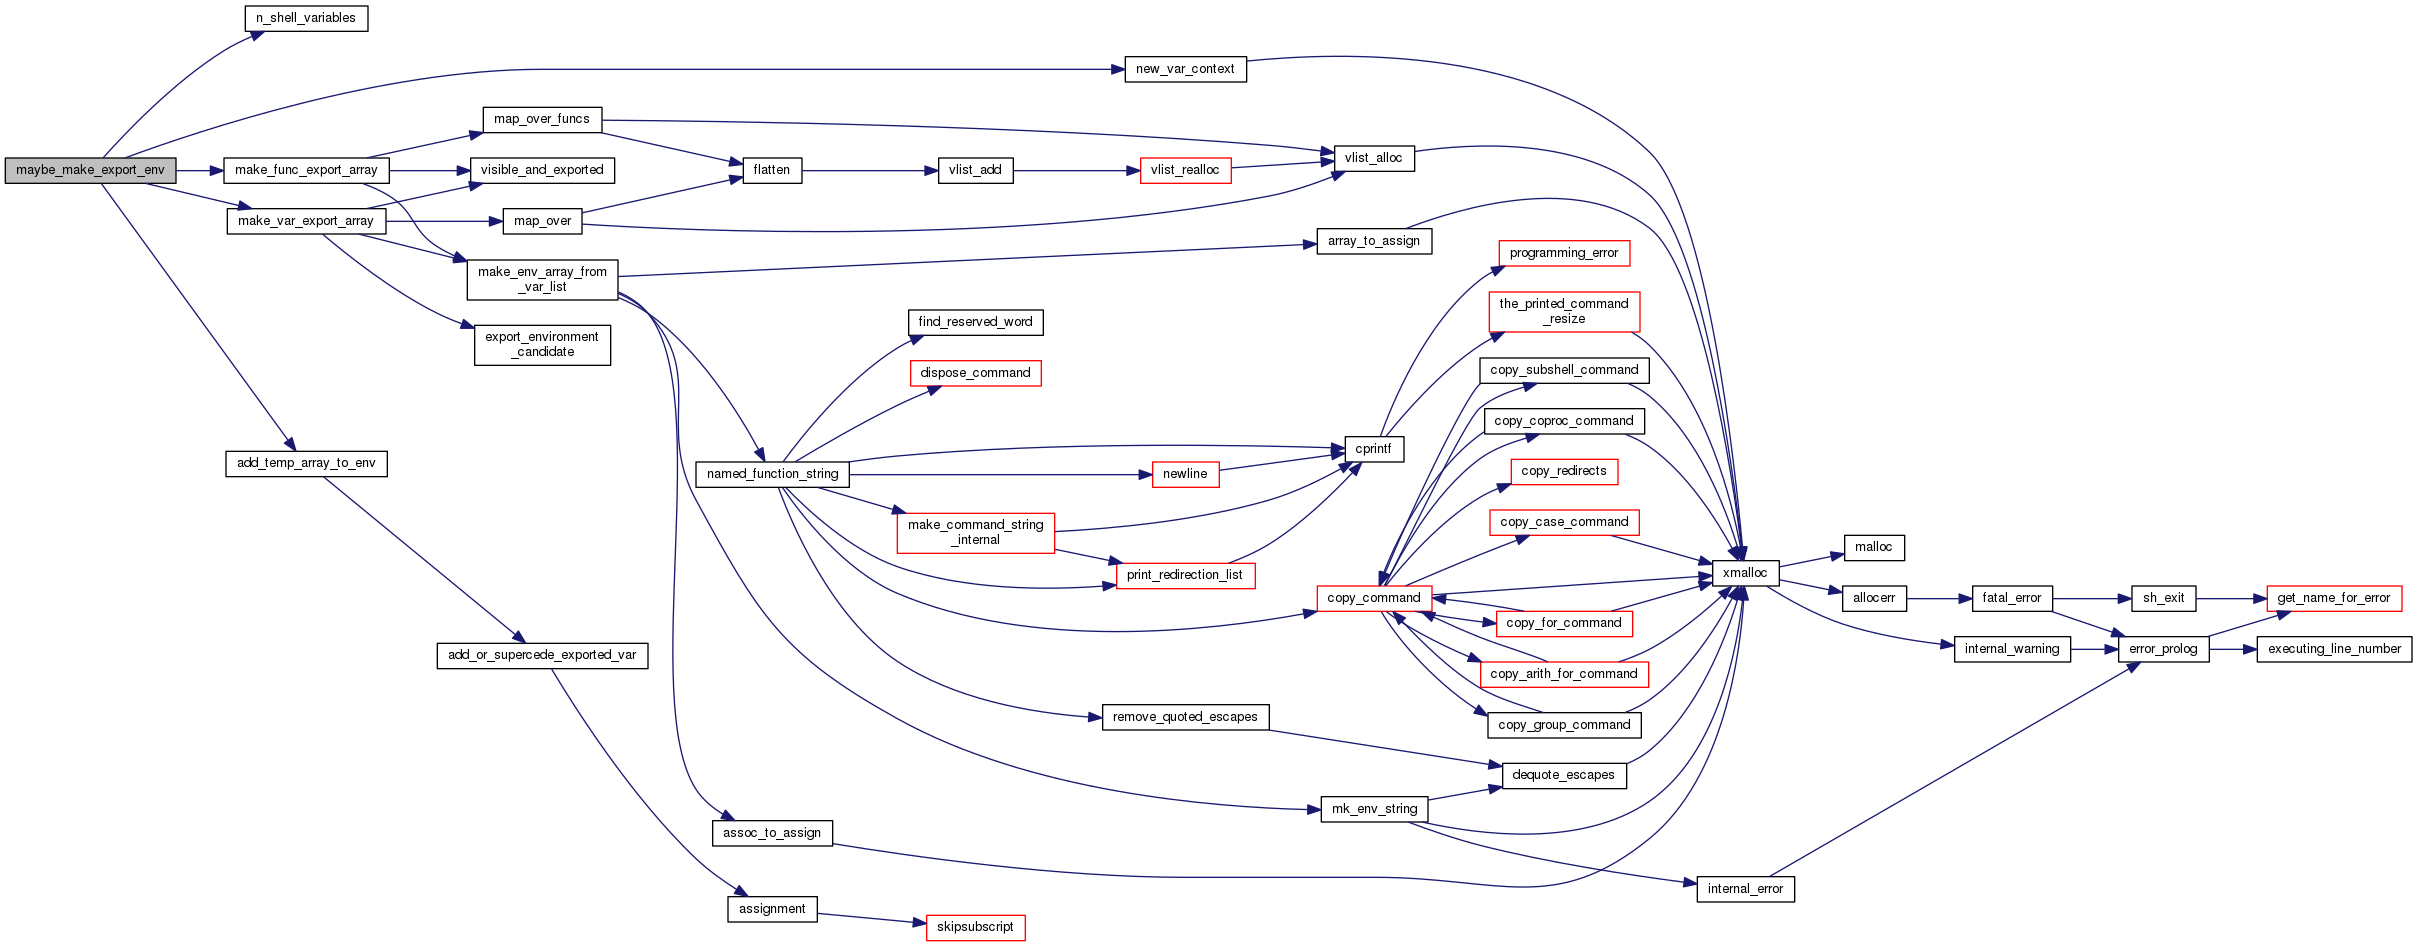 n_shell_variables
new_var_context
map_over_funcs
vlist_alloc
maybe_make_export_env
make_func_export_array
visible_and_exported
flatten
vlist_add
vlist_realloc
make_var_export_array
map_over
array_to_assign
programming_error
make_env_array_from
_var_list
the_printed_command
_resize
find_reserved_word
export_environment
_candidate
dispose_command
copy_subshell_command
copy_coproc_command
cprintf
add_temp_array_to_env
named_function_string
newline
copy_redirects
make_command_string
_internal
copy_case_command
malloc
print_redirection_list
xmalloc
copy_command
allocerr
fatal_error
sh_exit
get_name_for_error
copy_for_command
add_or_supercede_exported_var
internal_warning
error_prolog
executing_line_number
copy_arith_for_command
remove_quoted_escapes
copy_group_command
dequote_escapes
mk_env_string
assoc_to_assign
internal_error
assignment
skipsubscript